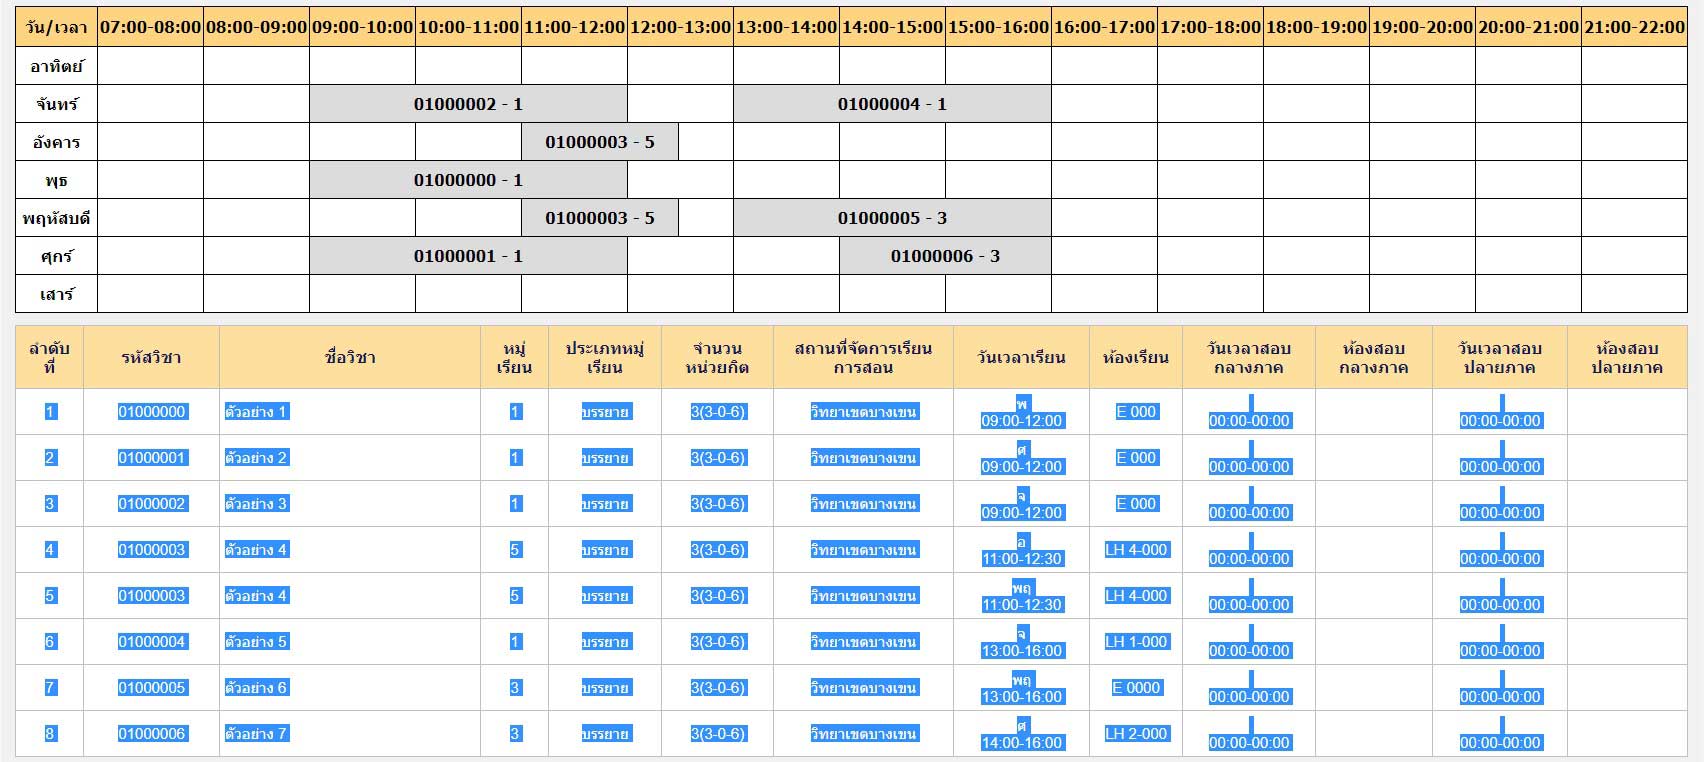 วัน/เวลา 07:00-08:00 08:00-09:00 09:00-10:00 10:00-11:00 11:00-12:00 12:00-13:00 13:00-14:00 14:00-15:00 15:00-16:00 16:00-17:00 17:00-18:00 18:00-19:00 19:00-20:00 20:00-21:00 21:00-22:00
อาทิตย์
จันทร์ 01000002 - 1 01000004 - 1
อังคาร 01000003 - 5
พุธ 01000000 - 1
พฤหัสบดี 01000003 - 5 01000005 - 3
ศุกร์ 01000001 - 1 01000006 - 3
เสาร์
ลำดับที่ รหัสวิชา ชื่อวิชา หมู่เรียน ประเภทหมู่เรียน จำนวนหน่วยกิต สถานที่จัดการเรียนการสอน วันเวลาเรียน ห้องเรียน วันเวลาสอบกลางภาค ห้องสอบกลางภาค วันเวลาสอบปลายภาค ห้องสอบปลายภาค
1 01000000 ตัวอย่าง 1 1 บรรยาย 3(3-0-6) วิทยาเขตบางเขน พ 09:00-12:00 E 000 00:00-00:00 00:00-00:00
2 01000001 ตัวอย่าง 2 1 บรรยาย 3(3-0-6) วิทยาเขตบางเขน ศ 09:00-12:00 E 000 00:00-00:00 00:00-00:00
3 01000002 ตัวอย่าง 3 1 บรรยาย 3(3-0-6) วิทยาเขตบางเขน จ 09:00-12:00 E 000 00:00-00:00 00:00-00:00
4 01000003 ตัวอย่าง 4 5 บรรยาย 3(3-0-6) วิทยาเขตบางเขน อ 11:00-12:30 LH 4-000 00:00-00:00 00:00-00:00
5 01000003 ตัวอย่าง 4 5 บรรยาย 3(3-0-6) วิทยาเขตบางเขน พฤ 11:00-12:30 LH 4-000 00:00-00:00 00:00-00:00
6 01000004 ตัวอย่าง 5 1 บรรยาย 3(3-0-6) วิทยาเขตบางเขน จ 13:00-16:00 LH 1-000 00:00-00:00 00:00-00:00
7 01000005 ตัวอย่าง 6 3 บรรยาย 3(3-0-6) วิทยาเขตบางเขน พฤ 13:00-16:00 E 0000 00:00-00:00 00:00-00:00
8 01000006 ตัวอย่าง 7 3 บรรยาย 3(3-0-6) วิทยาเขตบางเขน ศ 14:00-16:00 LH 2-000 00:00-00:00 00:00-00:00